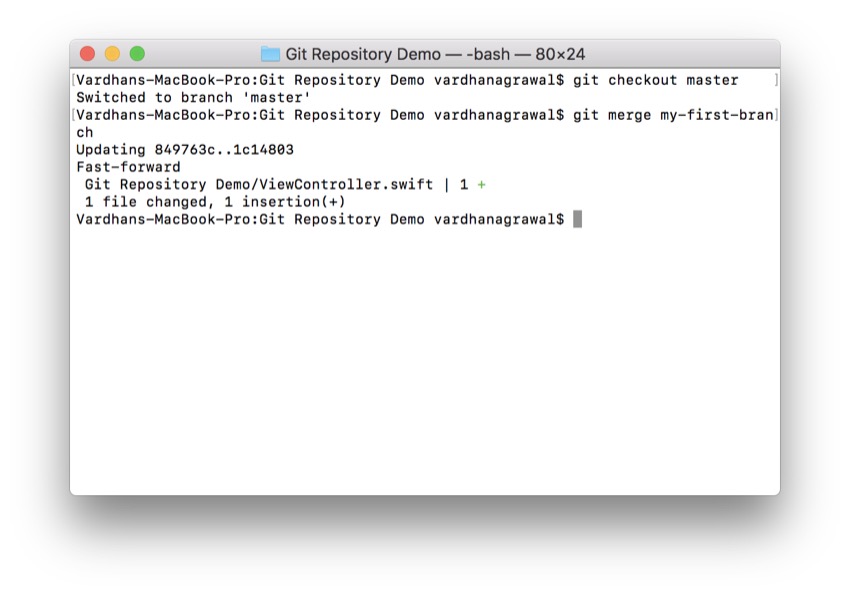 Git Repository Demo — -bash — 80×24
[Vardhans-MacBook-Pro:Git Repository Demo vardhanagrawal$ git checkout master ]
Switched to branch 'master'
[Vardhans-MacBook-Pro:Git Repository Demo vardhanagrawal$ git merge my-first-bran]
ch
Updating 849763c..1c14803
Fast-forward
Git Repository Demo/ViewController.swift | 1 +
1 file changed, 1 insertion(+)
Vardhans-MacBook-Pro:Git Repository Demo vardhanagrawal$